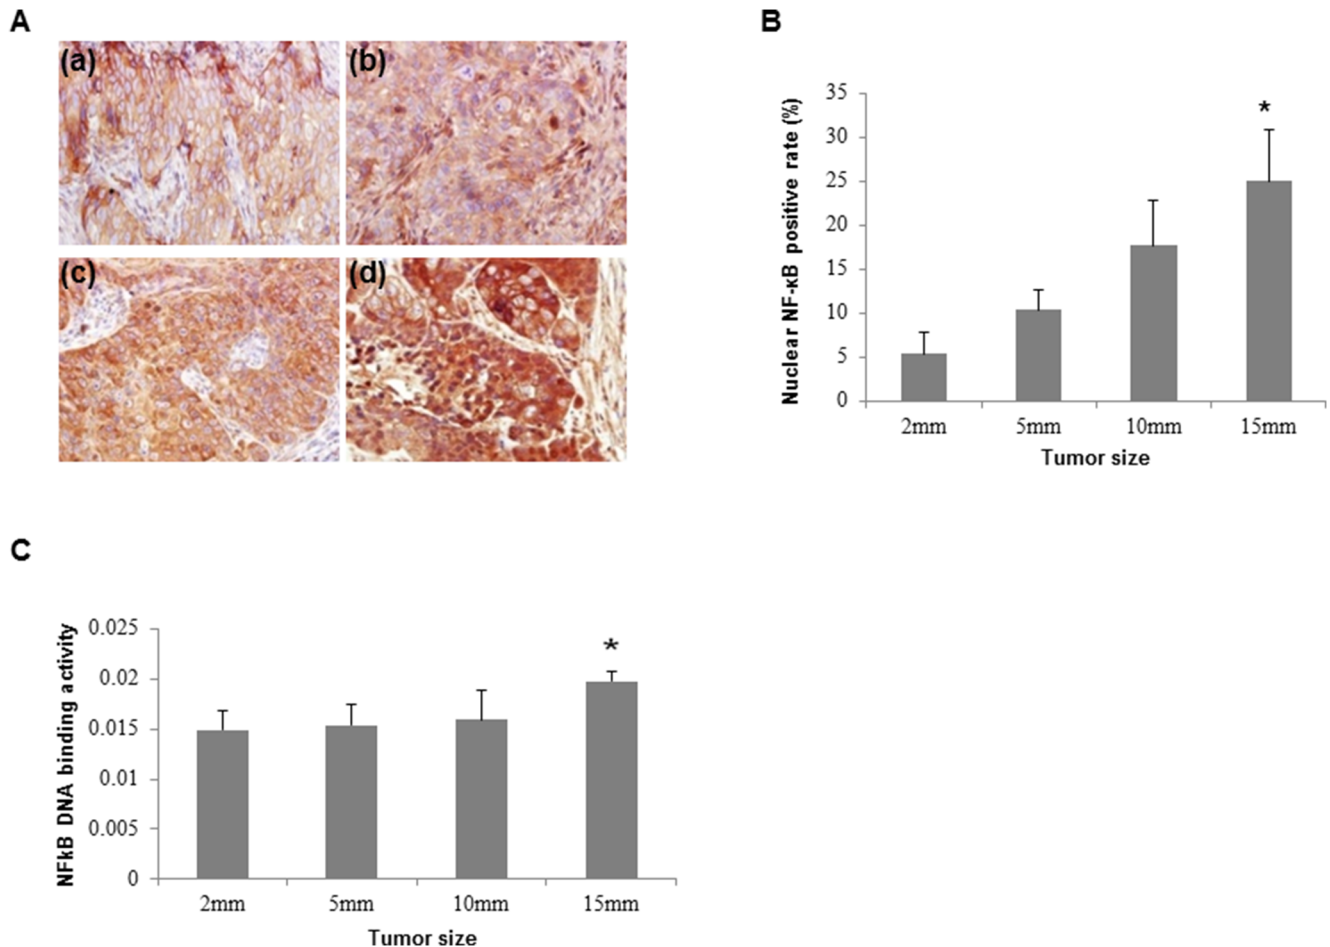 A
(a)
(b)
(c)
(d)
B
Nuclear NF-κB positive rate (%)
35
30
25
20
15
10
5
0
*
2mm 5mm 10mm 15mm
Tumor size
C
NFkB DNA binding activity
0.025
0.02
0.015
0.01
0.005
0
*
2mm 5mm 10mm 15mm
Tumor size